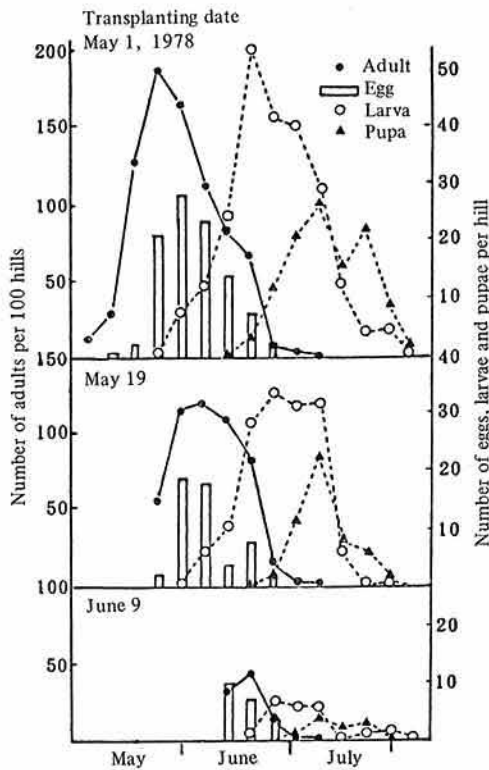 Transplanting date
May 1, 1978
200
150
100
50
150
100
50
100
50
Number of adults per 100 hills
Adult
Egg
Larva
Pupa
50
40
30
20
10
40
30
20
10
20
10
Number of eggs, larvae and pupae per hill
May 19
June 9
May
June
July